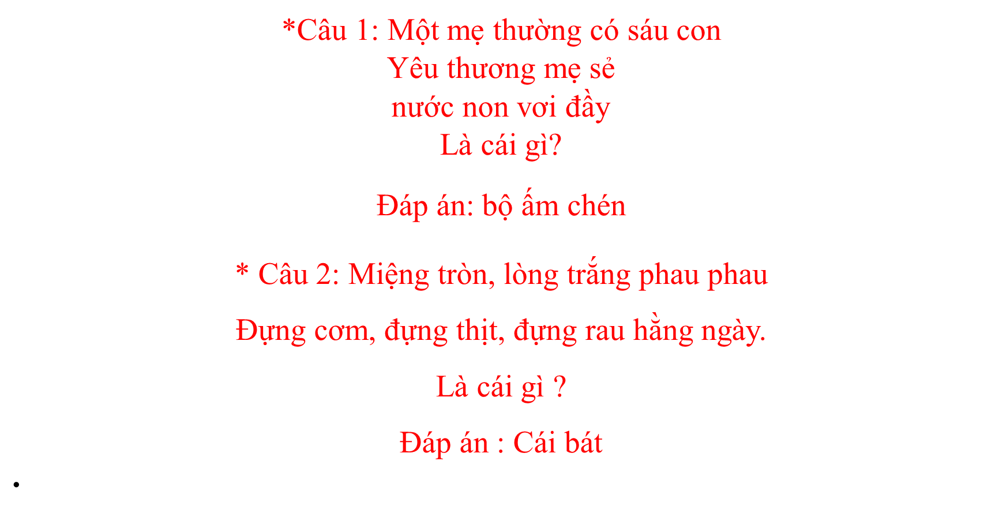 *Câu 1: Một mẹ thường có sáu con
Yêu thương mẹ sẻ
nước non vơi đầy
Là cái gì?
Đáp án: bộ ấm chén
* Câu 2: Miệng tròn, lòng trắng phau phau
Đựng cơm, đựng thịt, đựng rau hằng ngày.
Là cái gì ?
Đáp án : Cái bát
•